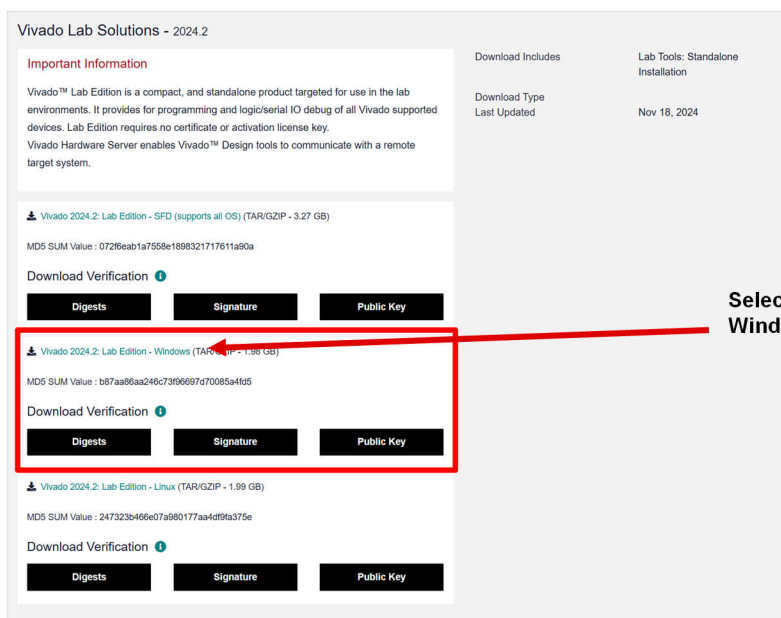 Vivado Lab Solutions - 2024.2
Important Information
Vivado™ Lab Edition is a compact, and standalone product targeted for use in the lab
environments. It provides for programming and logic/serial IO debug of all Vivado supported
devices. Lab Edition requires no certificate or activation license key.
Vivado Hardware Server enables Vivado™ Design tools to communicate with a remote
target system.
Download Includes
Lab Tools: Standalone
Installation
Download Type
Last Updated
Nov 18, 2024
Vivado 2024.2: Lab Edition - SFD (supports all OS) (TAR/GZIP - 3.27 GB)
MD5 SUM Value : 072f6eab1a7558e1898321717611a90a
Download Verification
Digests
Signature
Public Key
Selec
Wind
Vivado 2024.2: Lab Edition - Windows (TAR/GZIP - 1.98 GB)
MD5 SUM Value : b87aa86aa246c73f96697d70085a4fd5
Download Verification
Digests
Signature
Public Key
Vivado 2024.2: Lab Edition - Linux (TAR/GZIP - 1.99 GB)
MD5 SUM Value : 247323b466e07a980177aa4df9fa375e
Download Verification
Digests
Signature
Public Key